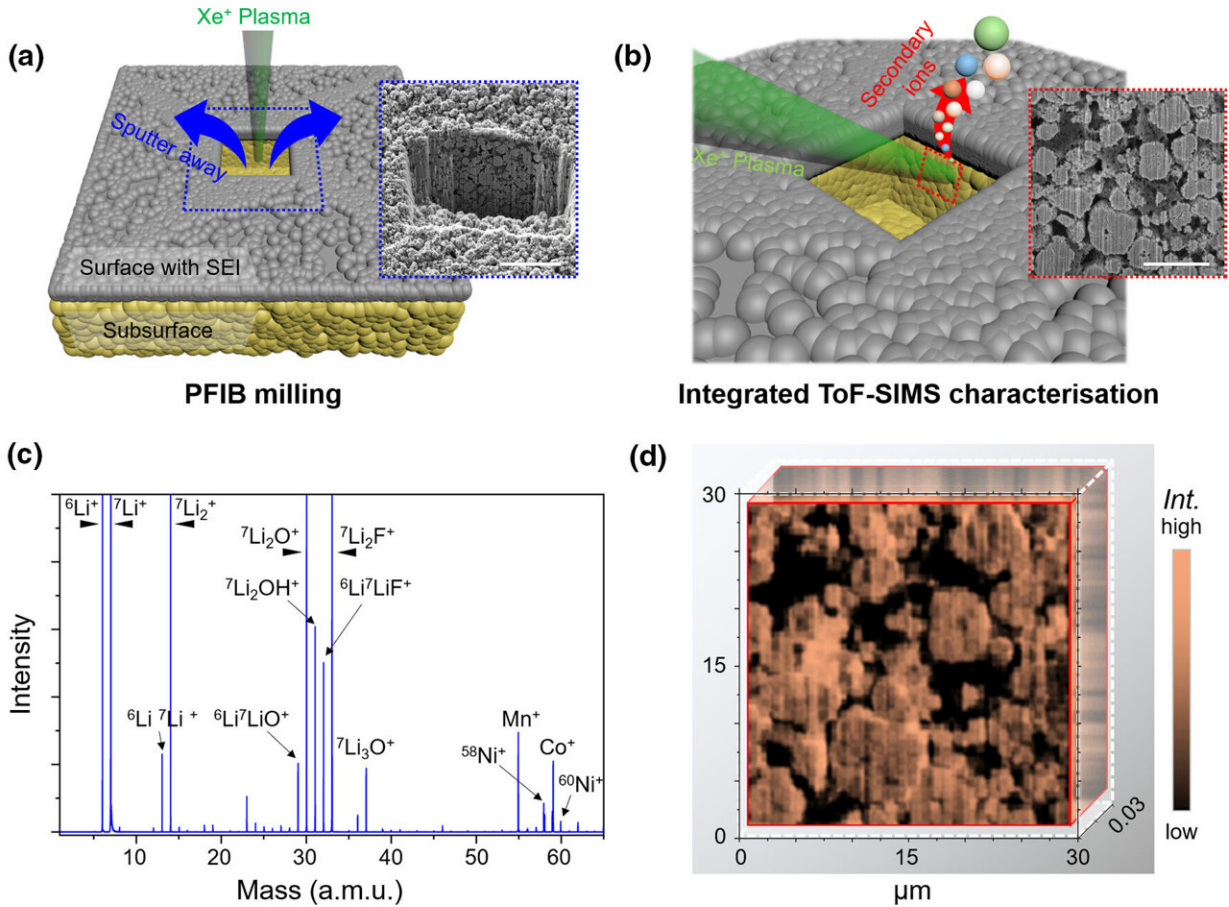 (a)
Xe⁺ Plasma
Sputter away
Surface with SEI
Subsurface
PFIB milling
(b)
Secondary
ions
Xe⁺ Plasma
Integrated ToF-SIMS characterisation
(c)
⁶Li⁺
⁷Li⁺
⁷Li₂⁺
⁷Li₂O⁺
⁷Li₂F⁺
⁷Li₂OH⁺
⁶Li⁷LiF⁺
⁶Li ⁷Li ⁺
⁶Li⁷LiO⁺
⁷Li₃O⁺
Mn⁺
Co⁺
⁵⁸Ni⁺
⁶⁰Ni⁺
Intensity
10 20 30 40 50 60
Mass (a.m.u.)
(d)
30
15
0
0 15 30
0.03
µm
Int.
high
low